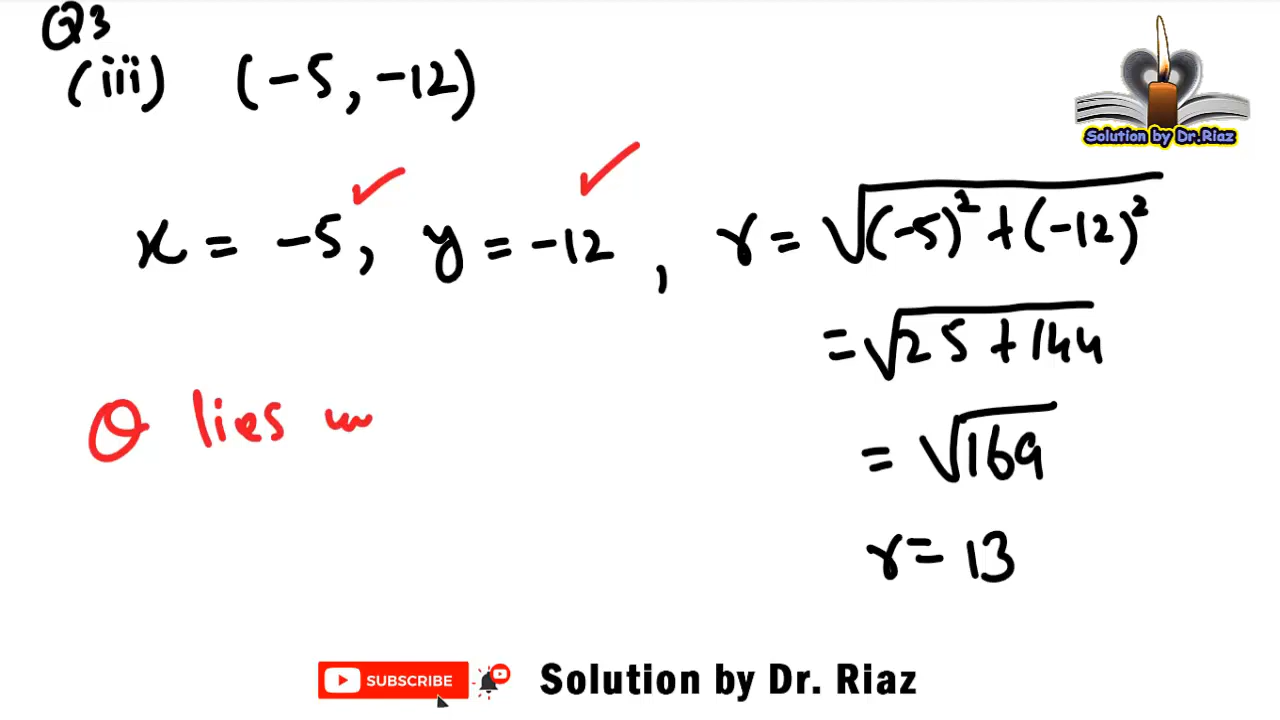 Q3
(iii) (-5, -12)
Solution by Dr.Riaz
x = -5, y = -12, r = √(-5)² + (-12)²
= √25 + 144
= √169
r = 13
θ lies
SUBSCRIBE
Solution by Dr. Riaz